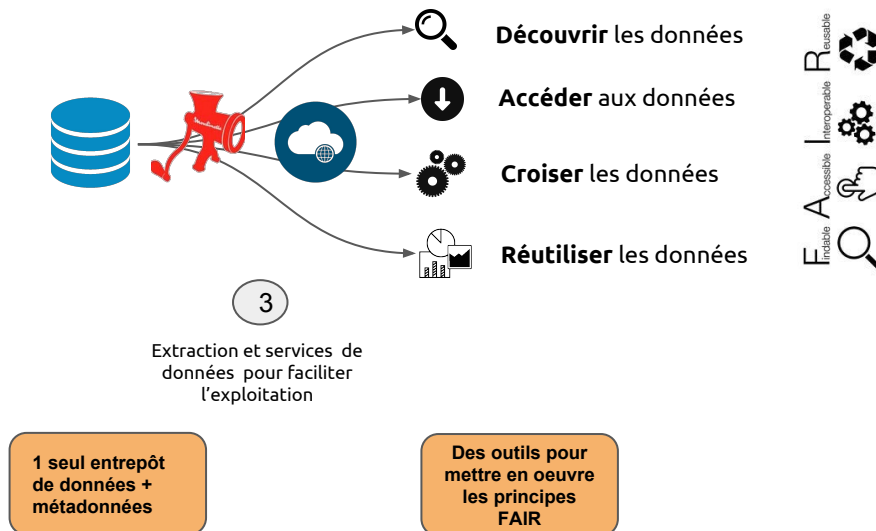 Découvrir les données
Accéder aux données
Croiser les données
Réutiliser les données
Findable
Accessible
Interoperable
Reusable
3
Extraction et services de
données pour faciliter
l'exploitation
1 seul entrepôt
de données +
métadonnées
Des outils pour
mettre en oeuvre
les principes
FAIR